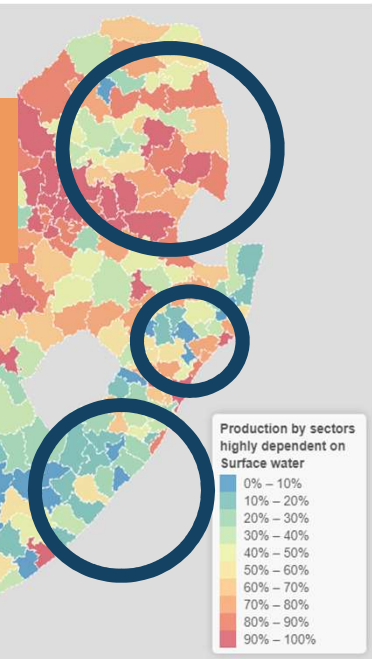 Production by sectors
highly dependent on
Surface water
0% – 10%
10% – 20%
20% – 30%
30% – 40%
40% – 50%
50% – 60%
60% – 70%
70% – 80%
80% – 90%
90% – 100%